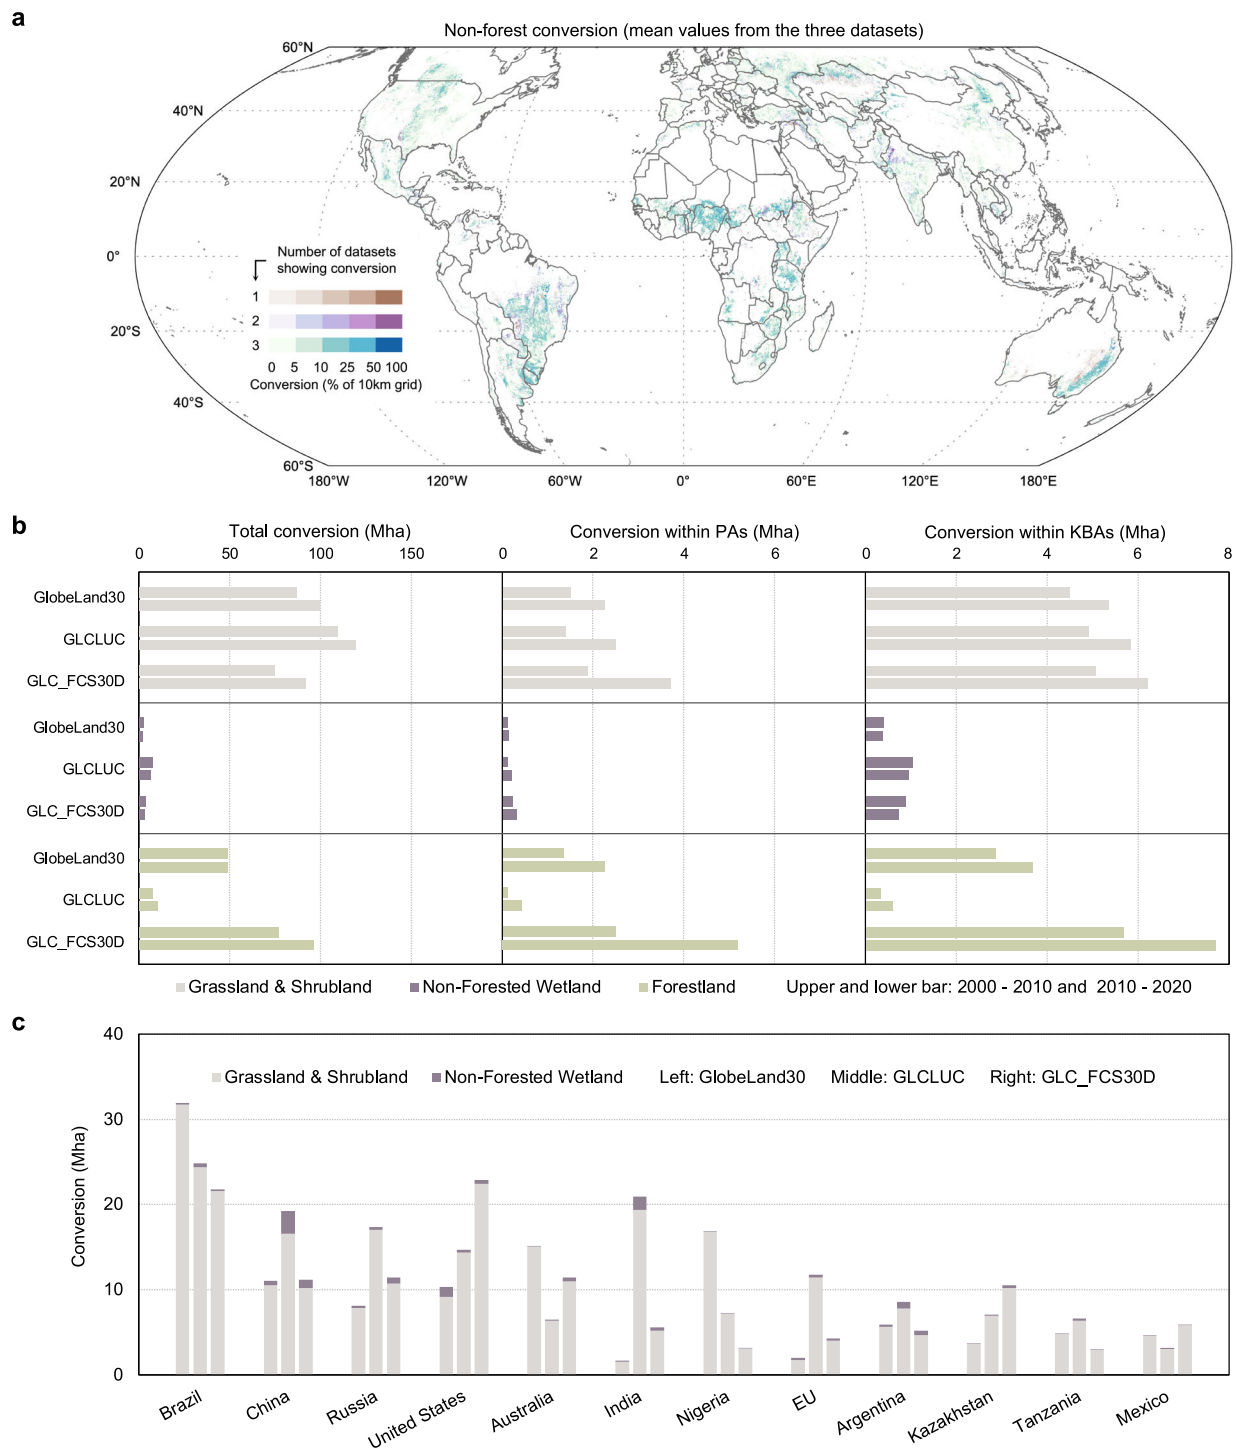 a
Non-forest conversion (mean values from the three datasets)
60°N
40°N
20°N
0°
20°S
40°S
60°S
180°W 120°W 60°W 0° 60°E 120°E 180°E
Number of datasets
showing conversion
1
2
3
0 5 10 25 50 100
Conversion (% of 10km grid)
b
Total conversion (Mha) Conversion within PAs (Mha) Conversion within KBAs (Mha)
0 50 100 150 0 2 4 6 0 2 4 6 8
GlobeLand30
GLCLUC
GLC_FCS30D
GlobeLand30
GLCLUC
GLC_FCS30D
GlobeLand30
GLCLUC
GLC_FCS30D
Grassland & Shrubland Non-Forested Wetland Forestland Upper and lower bar: 2000 - 2010 and 2010 - 2020
c
Conversion (Mha)
40
30
20
10
0
Grassland & Shrubland Non-Forested Wetland Left: GlobeLand30 Middle: GLCLUC Right: GLC_FCS30D
Brazil China Russia United States Australia India Nigeria EU Argentina Kazakhstan Tanzania Mexico